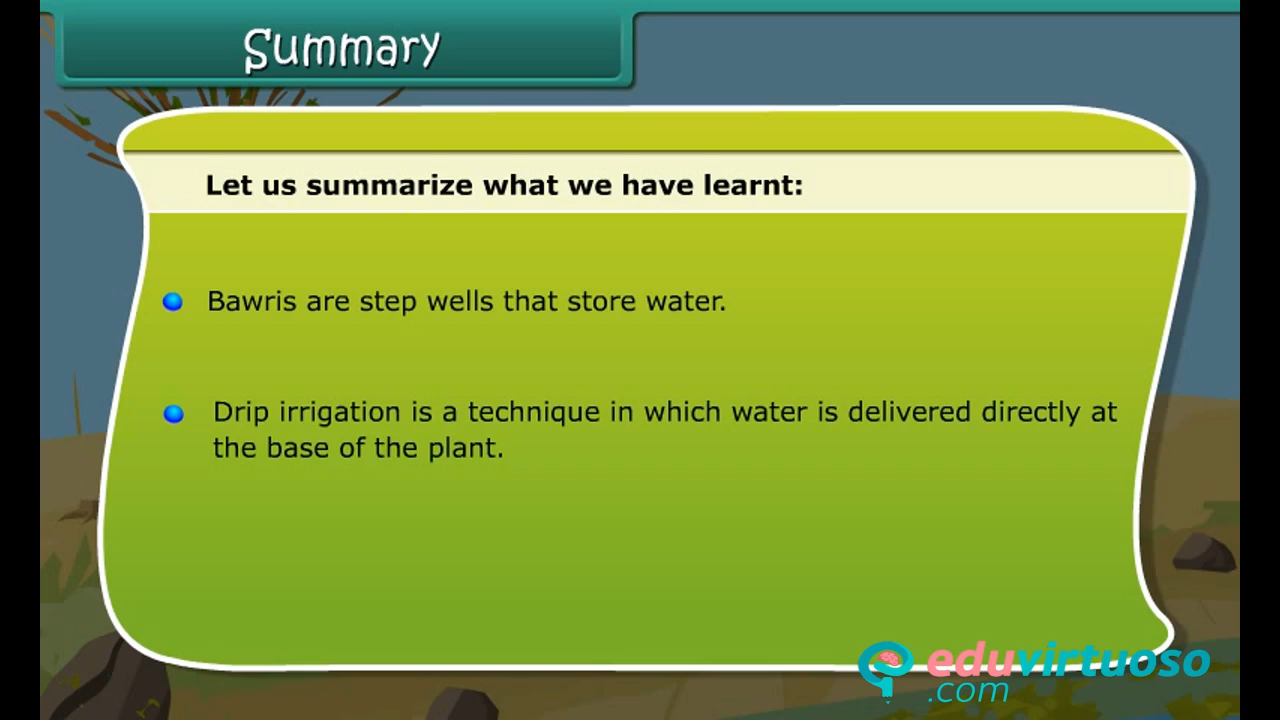 Summary
Let us summarize what we have learnt:
Bawris are step wells that store water.
Drip irrigation is a technique in which water is delivered directly at
the base of the plant.
eduvirtuoso
.com